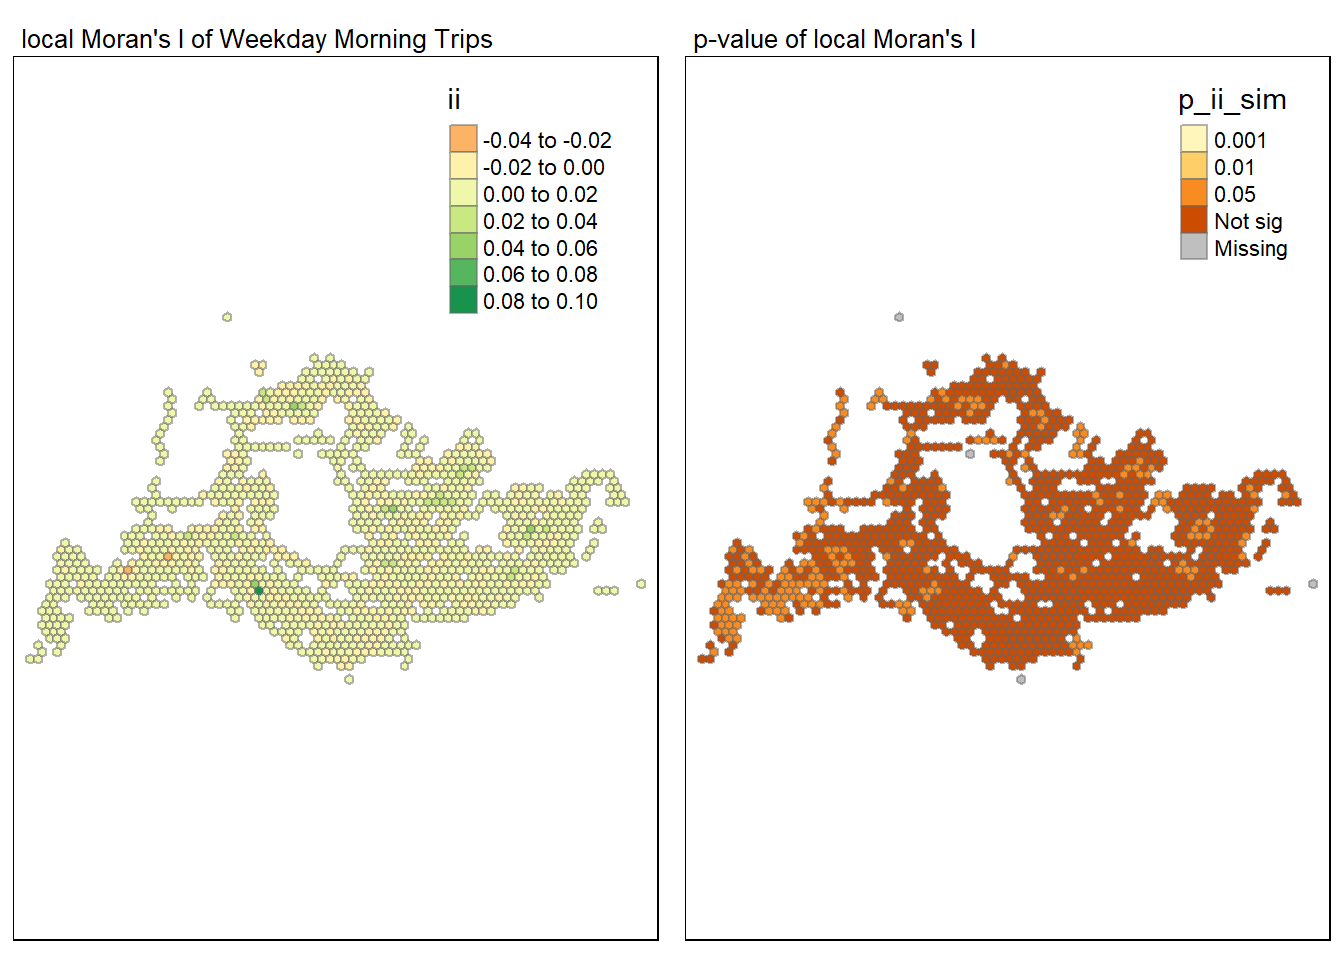 local Moran's I of Weekday Morning Trips
ii
-0.04 to -0.02
-0.02 to 0.00
0.00 to 0.02
0.02 to 0.04
0.04 to 0.06
0.06 to 0.08
0.08 to 0.10
p-value of local Moran's I
p_ii_sim
0.001
0.01
0.05
Not sig
Missing